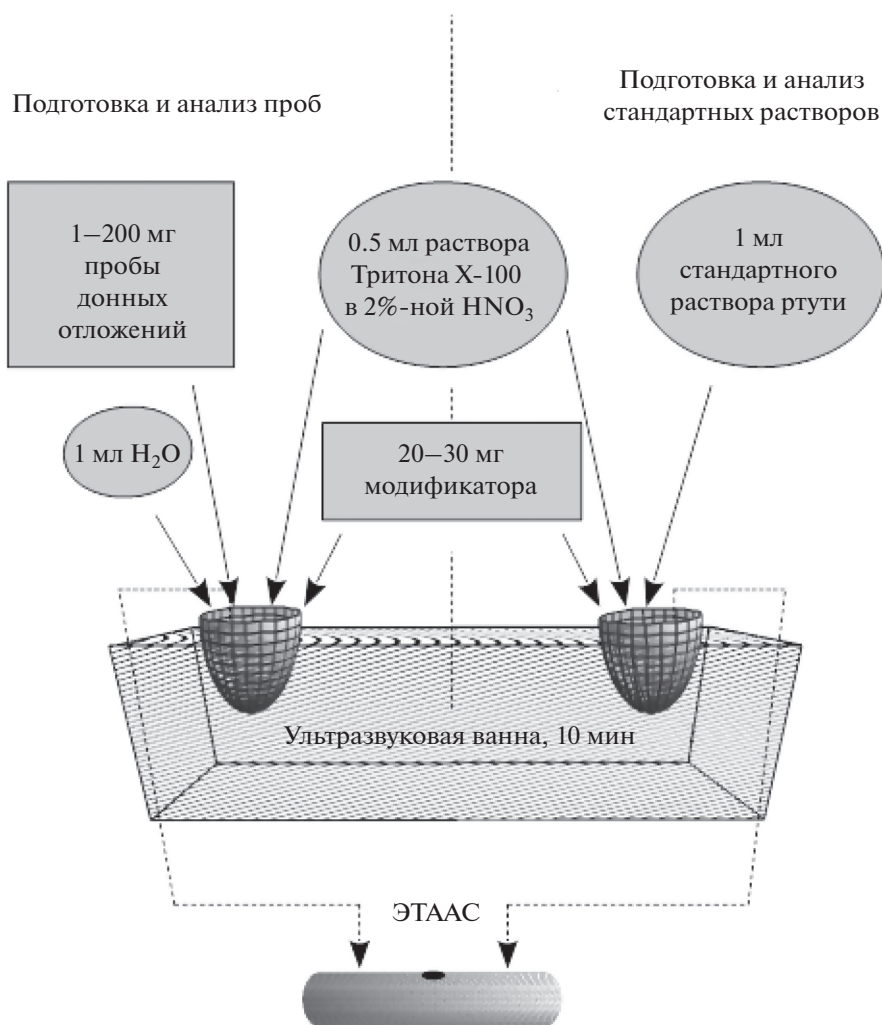 Подготовка и анализ проб
Подготовка и анализ
стандартных растворов
1–200 мг
пробы
донных
отложений
0.5 мл раствора
Тритона X-100
в 2%-ной HNO₃
1 мл
стандартного
раствора ртути
1 мл H₂O
20–30 мг
модификатора
Ультразвуковая ванна, 10 мин
ЭТААС